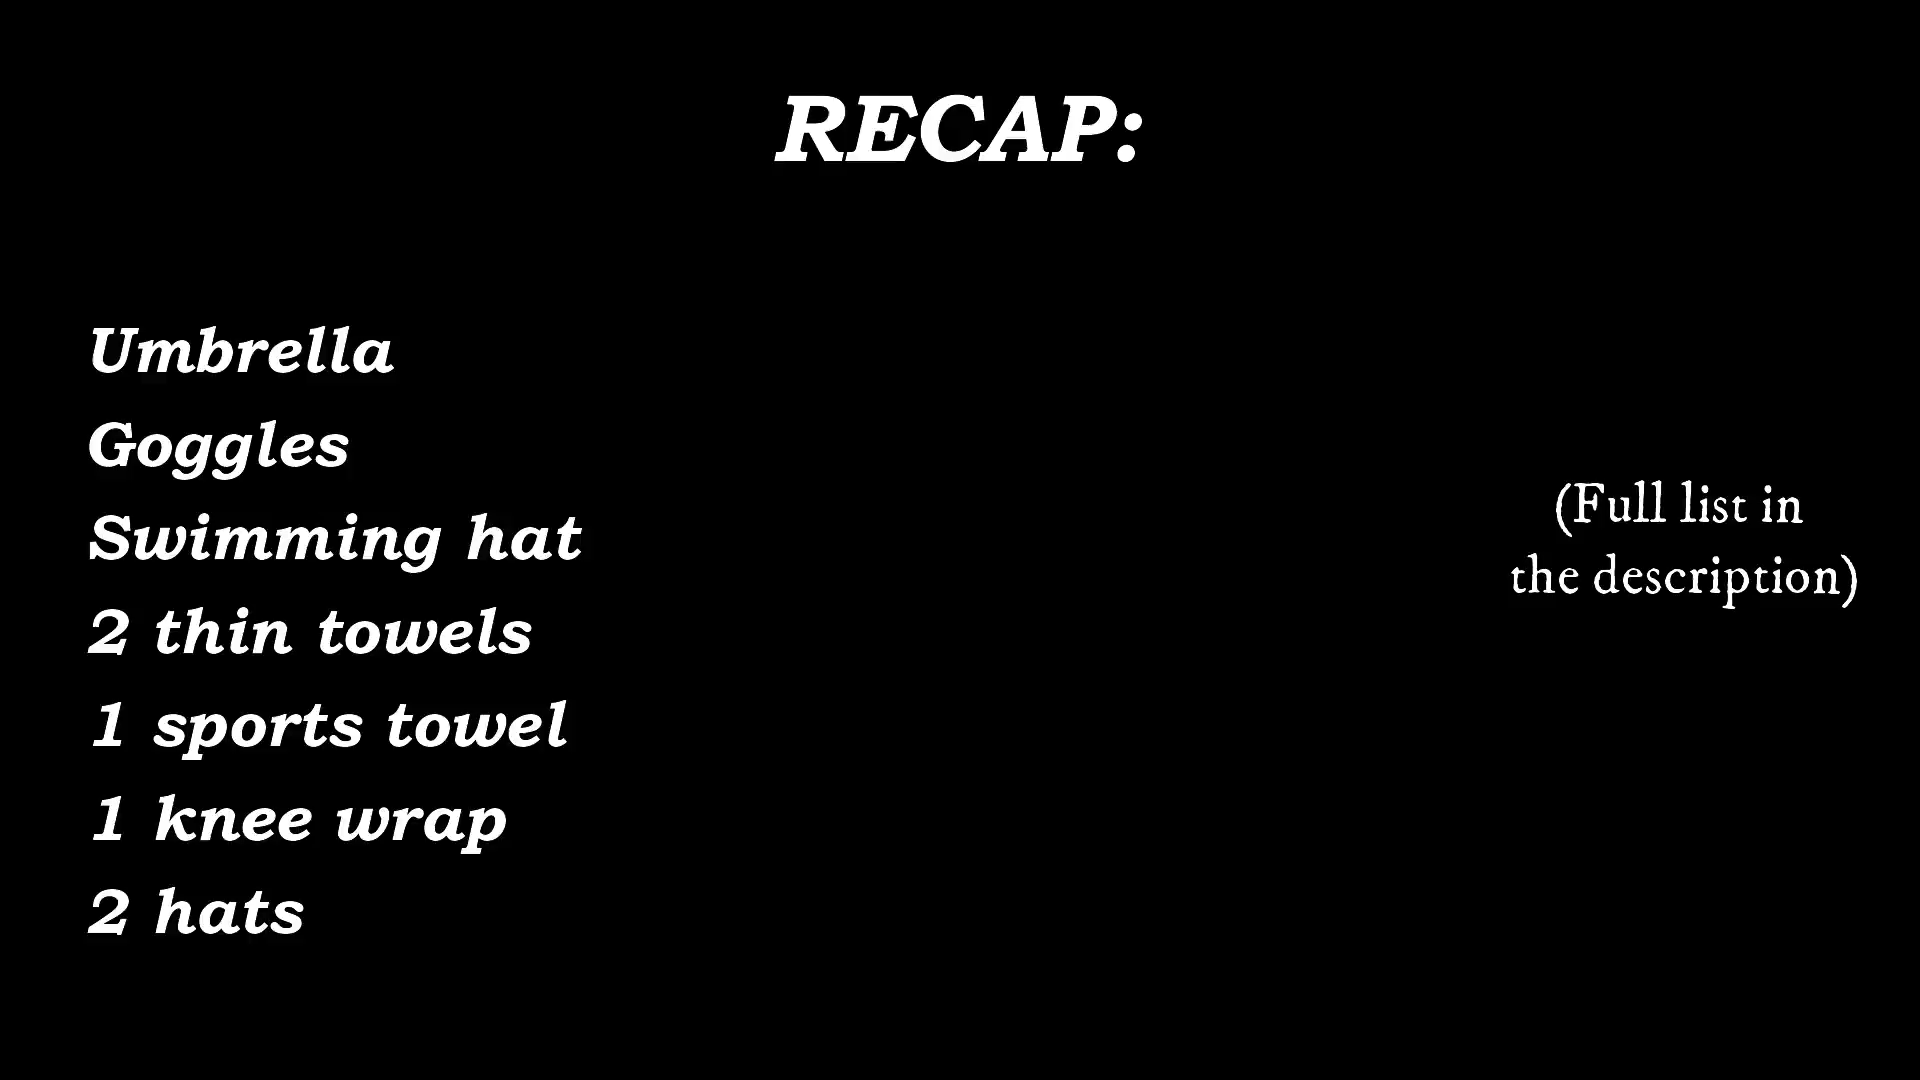 RECAP:
Umbrella
Goggles
Swimming hat
2 thin towels
1 sports towel
1 knee wrap
2 hats
(Full list in
the description)